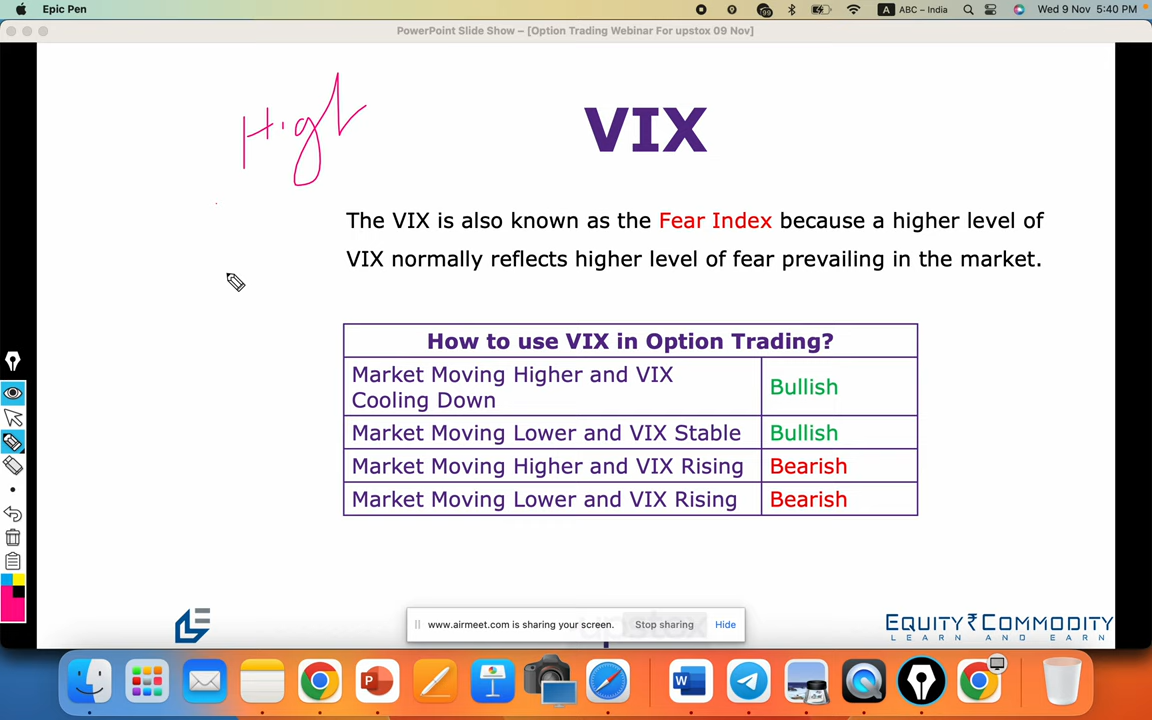 Epic Pen
99
A ABC – India
Wed 9 Nov 5:40 PM
PowerPoint Slide Show – [Option Trading Webinar For upstox 09 Nov]
High
VIX
The VIX is also known as the Fear Index because a higher level of
VIX normally reflects higher level of fear prevailing in the market.
How to use VIX in Option Trading?
Market Moving Higher and VIX
Cooling Down
Bullish
Market Moving Lower and VIX Stable
Bullish
Market Moving Higher and VIX Rising
Bearish
Market Moving Lower and VIX Rising
Bearish
www.airmeet.com is sharing your screen.
Stop sharing
Hide
EQUITY₹COMMODITY
LEARN AND EARN